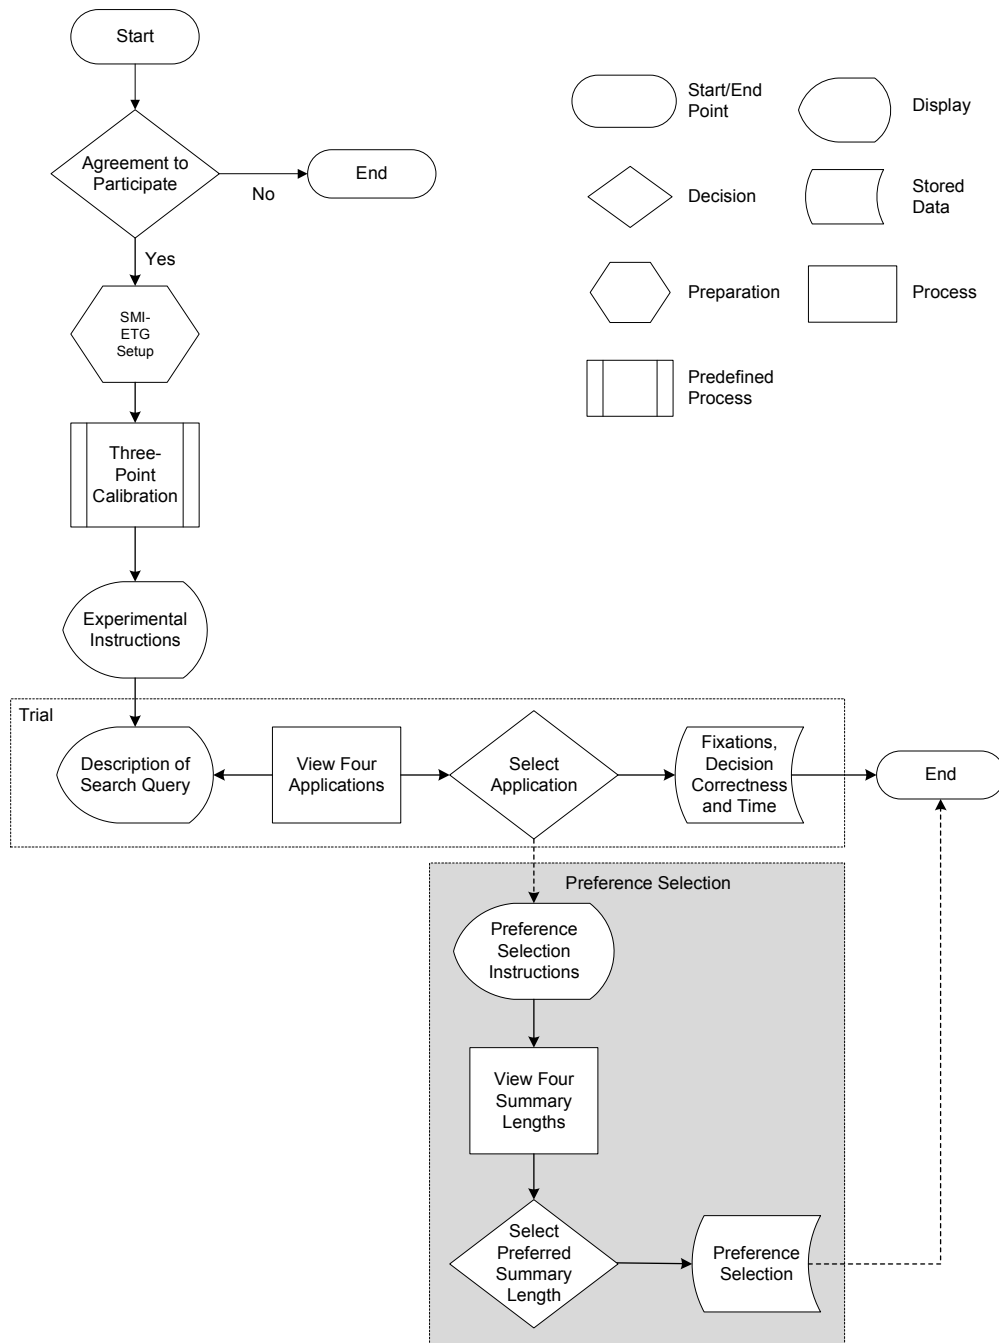 Start
Agreement to
Participate
No
End
Yes
SMI-
ETG
Setup
Three-
Point
Calibration
Experimental
Instructions
Start/End
Point
Display
Decision
Stored
Data
Preparation
Process
Predefined
Process
Trial
Description of
Search Query
View Four
Applications
Select
Application
Fixations,
Decision
Correctness
and Time
End
Preference Selection
Preference
Selection
Instructions
View Four
Summary
Lengths
Select
Preferred
Summary
Length
Preference
Selection